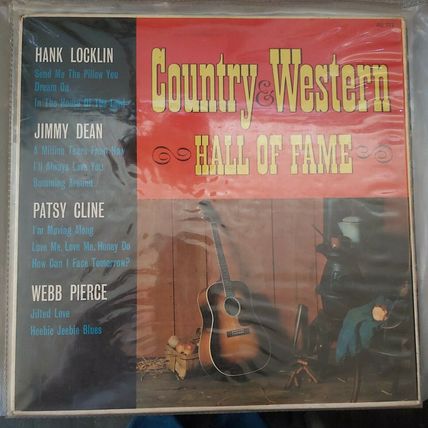 HANK LOCKLIN
Send Me The Pillow You
Dream On
In The House Of The Lord
JIMMY DEAN
A Million Tears From Now
I'll Always Love You
Bumming Around
PATSY CLINE
I'm Moving Along
Love Me, Love Me, Honey Do
How Can I Face Tomorrow?
WEBB PIERCE
Jilted Love
Heebie Jeebie Blues
Country & Western
HALL OF FAME